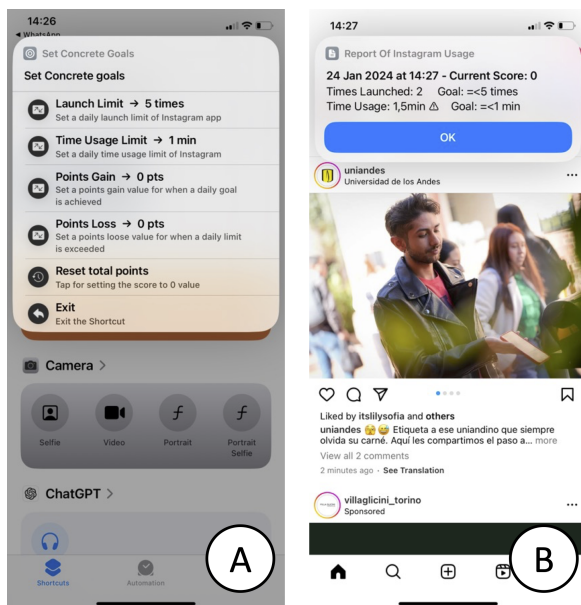 14:26
WhatsApp
Set Concrete Goals
Set Concrete goals
Launch Limit → 5 times
Set a daily launch limit of Instagram app
Time Usage Limit → 1 min
Set a daily time usage limit of Instagram
Points Gain → 0 pts
Set a points gain value for when a daily goal
is achieved
Points Loss → 0 pts
Set a points loose value for when a daily limit
is exceeded
Reset total points
Tap for setting the score to 0 value
Exit
Exit the Shortcut
Camera >
Selfie
Video
Portrait
Portrait
Selfie
ChatGPT >
Shortcuts
Automation
A
14:27
Report Of Instagram Usage
24 Jan 2024 at 14:27 - Current Score: 0
Times Launched: 2 Goal: =<5 times
Time Usage: 1,5min ⚠ Goal: =<1 min
OK
uniandes
Universidad de los Andes
Liked by itslilysofia and others
uniandes 🫣😄 Etiqueta a ese uniandino que siempre
olvida su carné. Aquí les compartimos el paso a... more
View all 2 comments
2 minutes ago · See Translation
villaglicini_torino
Sponsored
B